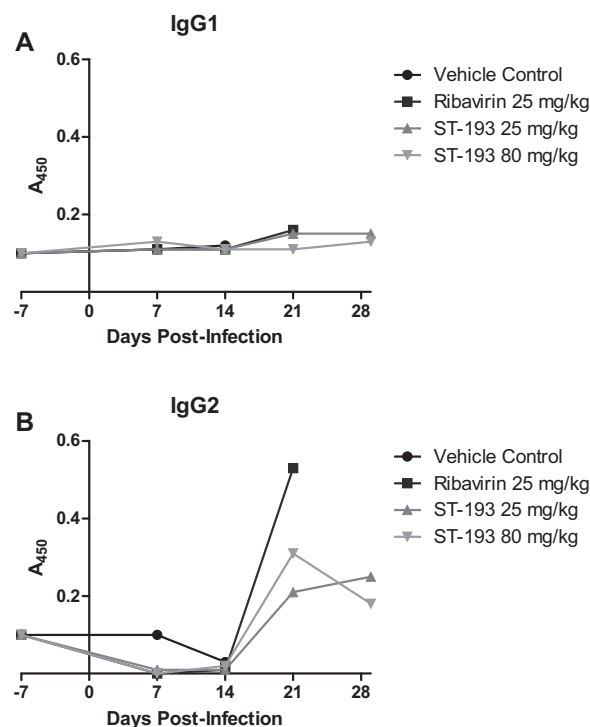 IgG1
A
0.6
0.4
0.2
A450
-7 0 7 14 21 28
Days Post-Infection
Vehicle Control
Ribavirin 25 mg/kg
ST-193 25 mg/kg
ST-193 80 mg/kg
IgG2
B
0.6
0.4
0.2
A450
-7 0 7 14 21 28
Days Post-Infection
Vehicle Control
Ribavirin 25 mg/kg
ST-193 25 mg/kg
ST-193 80 mg/kg